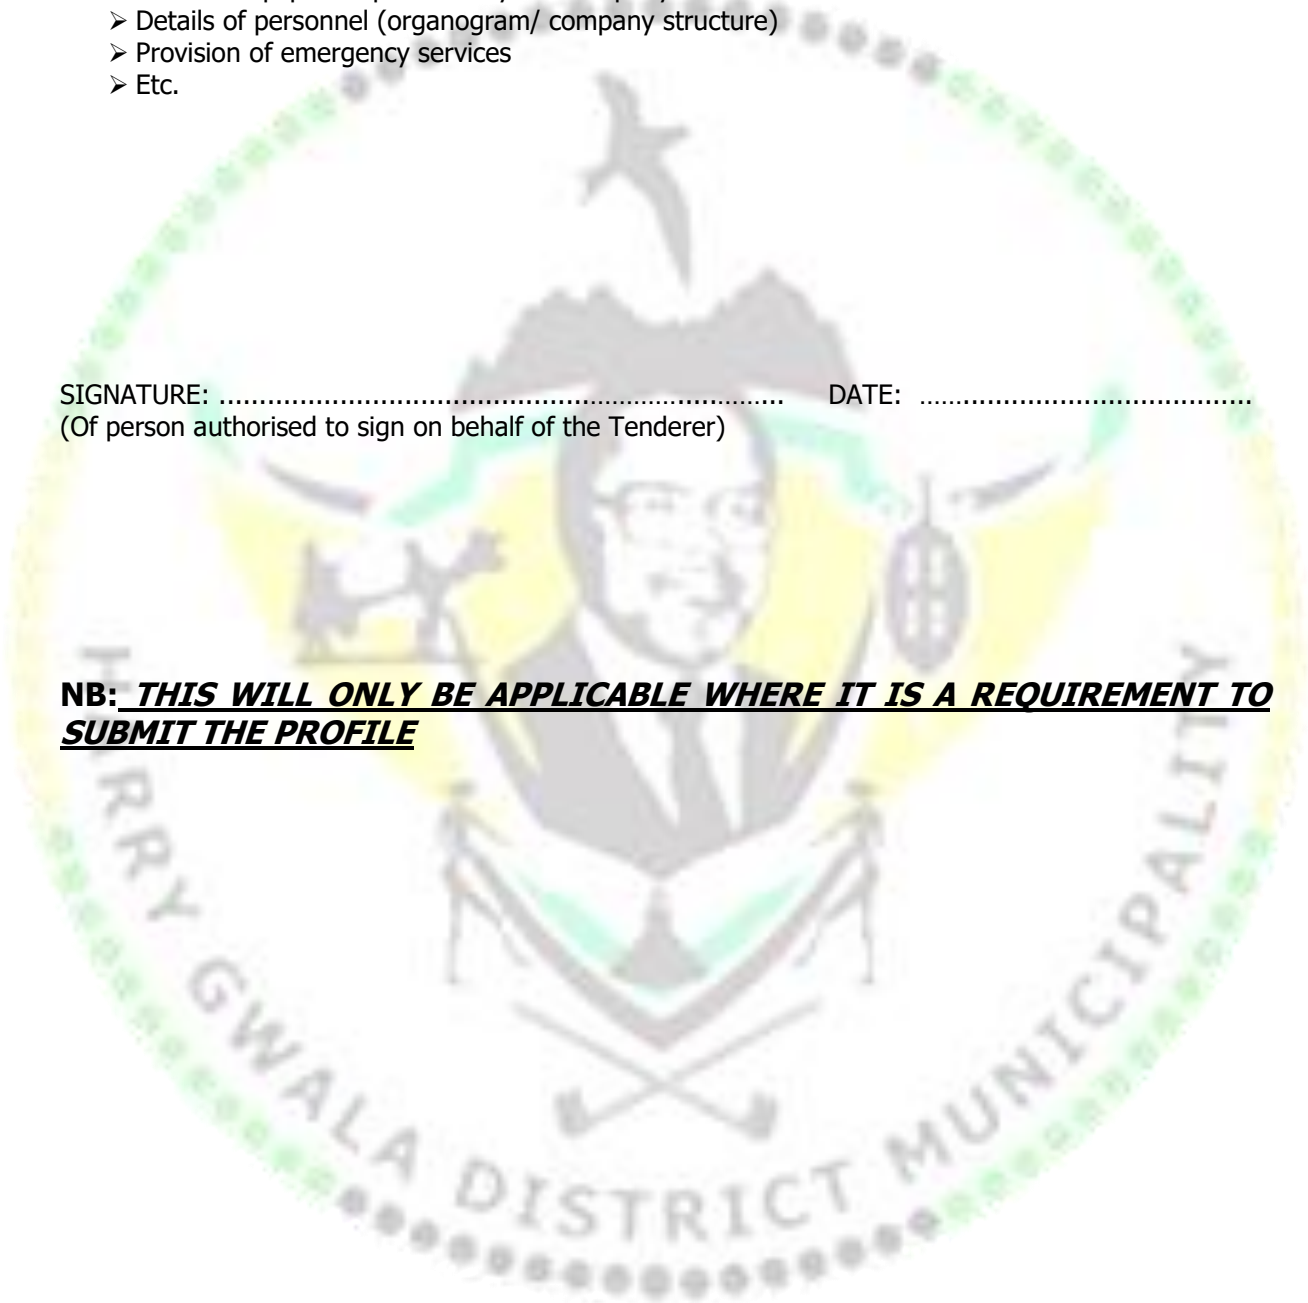 ➢ Details of personnel (organogram/ company structure)
➢ Provision of emergency services
➢ Etc.
SIGNATURE: ...................................................................... DATE: ..........................................
(Of person authorised to sign on behalf of the Tenderer)
NB: THIS WILL ONLY BE APPLICABLE WHERE IT IS A REQUIREMENT TO
SUBMIT THE PROFILE
HARRY GWALA DISTRICT MUNICIPALITY